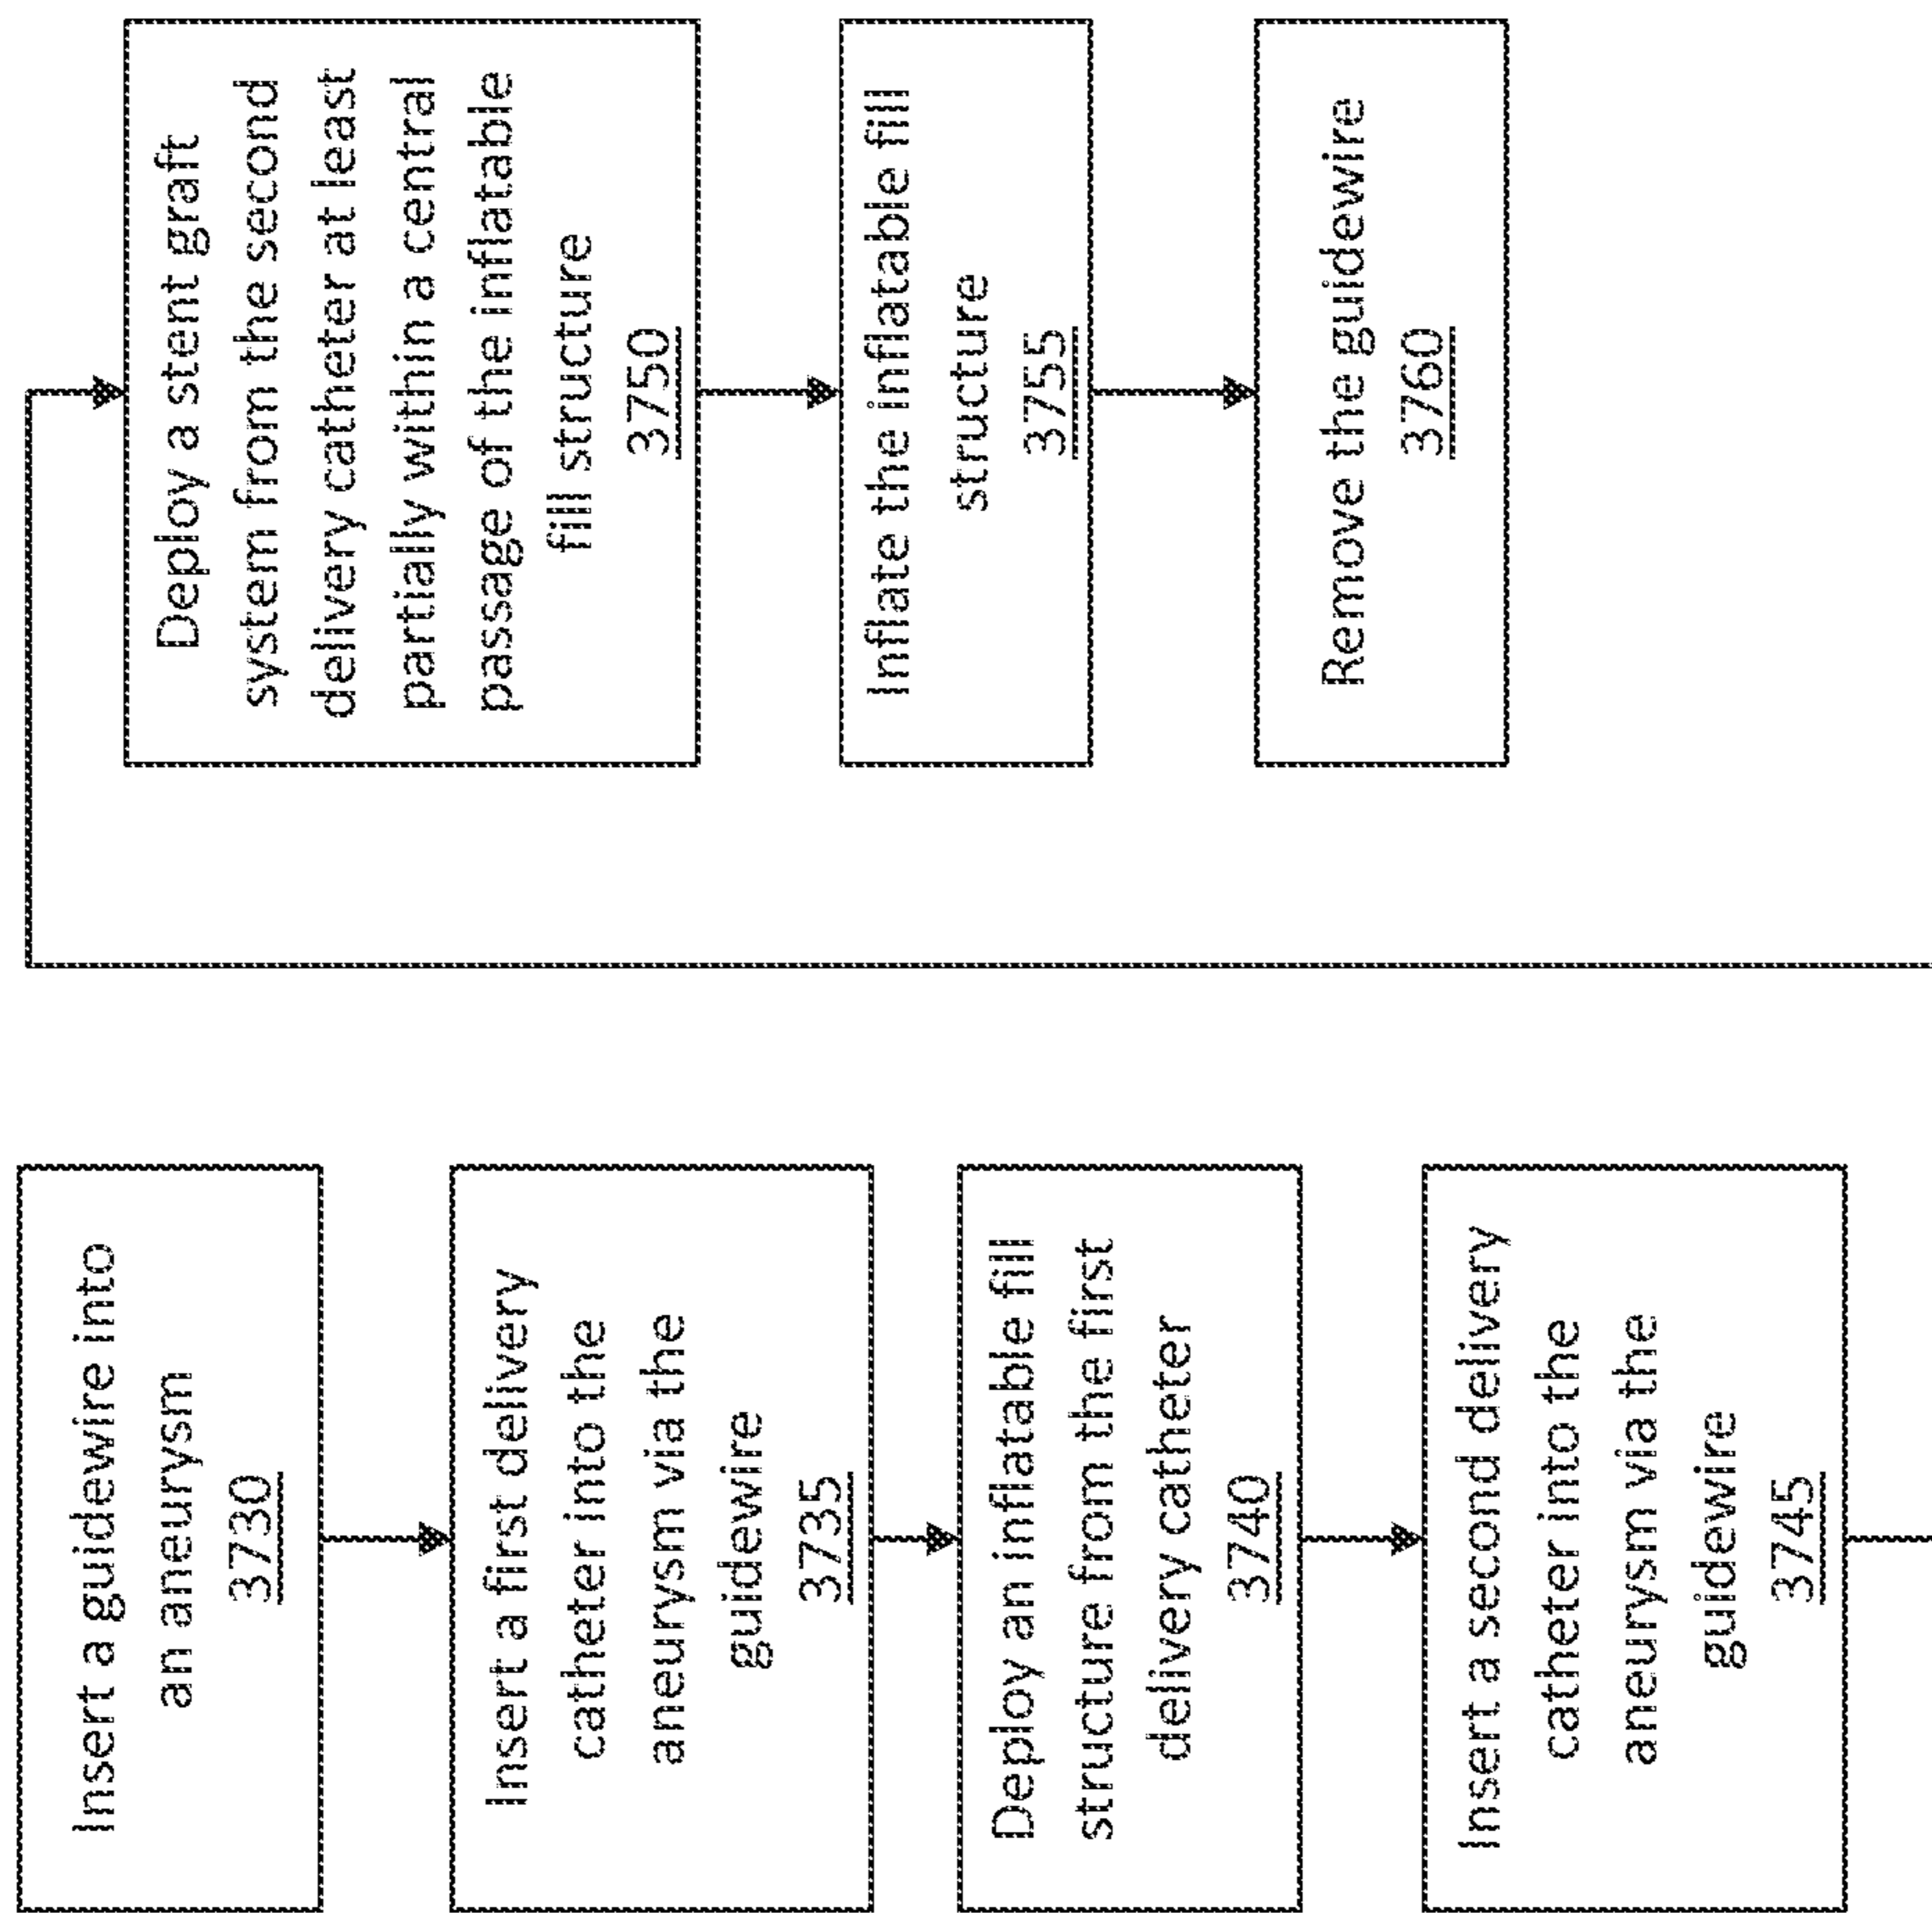 Insert a guidewire into
an aneurysm
3730
Insert a first delivery
catheter into the
aneurysm via the
guidewire
3735
Deploy an inflatable fill
structure from the first
delivery catheter
3740
Insert a second delivery
catheter into the
aneurysm via the
guidewire
3745
Deploy a stent graft
system from the second
delivery catheter at least
partially within a central
passage of the inflatable
fill structure
3750
Inflate the inflatable fill
structure
3755
Remove the guidewire
3760